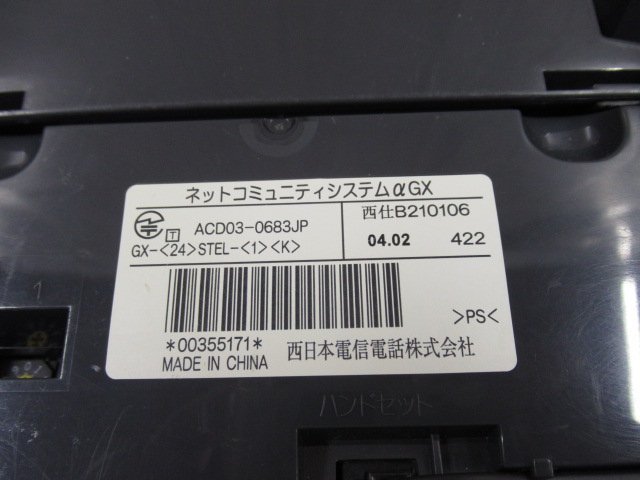 ネットコミュニティシステムαGX
T ACD03-0683JP
西仕B210106
GX-<24>STEL-<1><K>
04.02 422
*00355171*
>PS<
MADE IN CHINA
西日本電信電話株式会社
1
ハンドセット